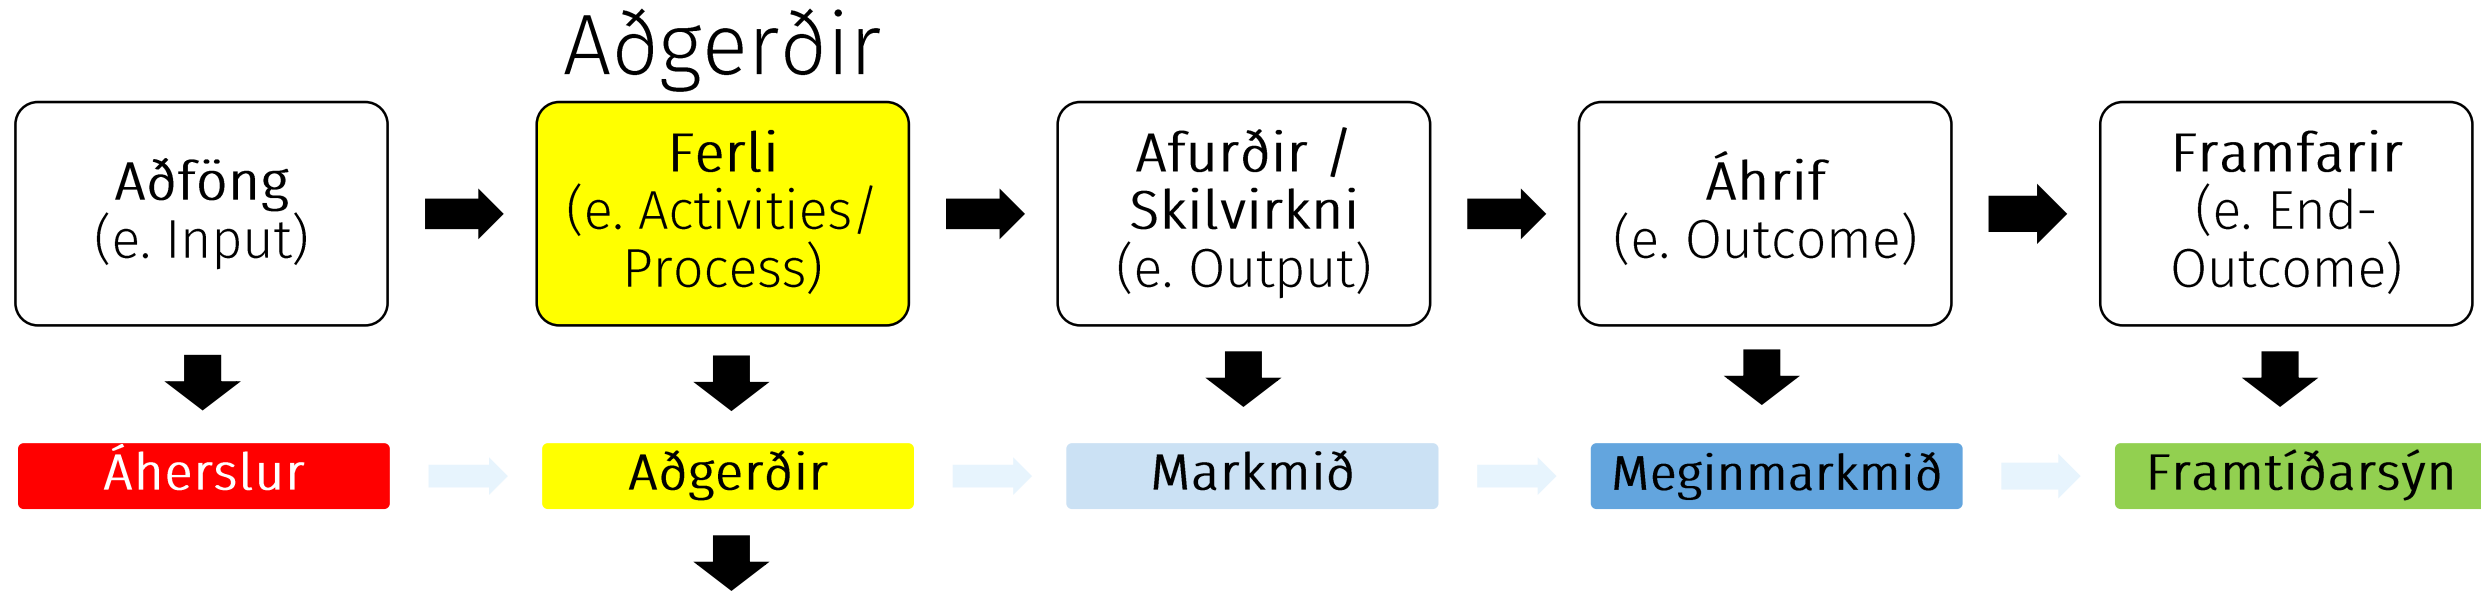 Aðgerðir
Aðföng
(e. Input)
Ferli
(e. Activities/
Process)
Afurðir /
Skilvirkni
(e. Output)
Áhrif
(e. Outcome)
Framfarir
(e. End-
Outcome)
Áherslur
Aðgerðir
Markmið
Meginmarkmið
Framtíðarsýn